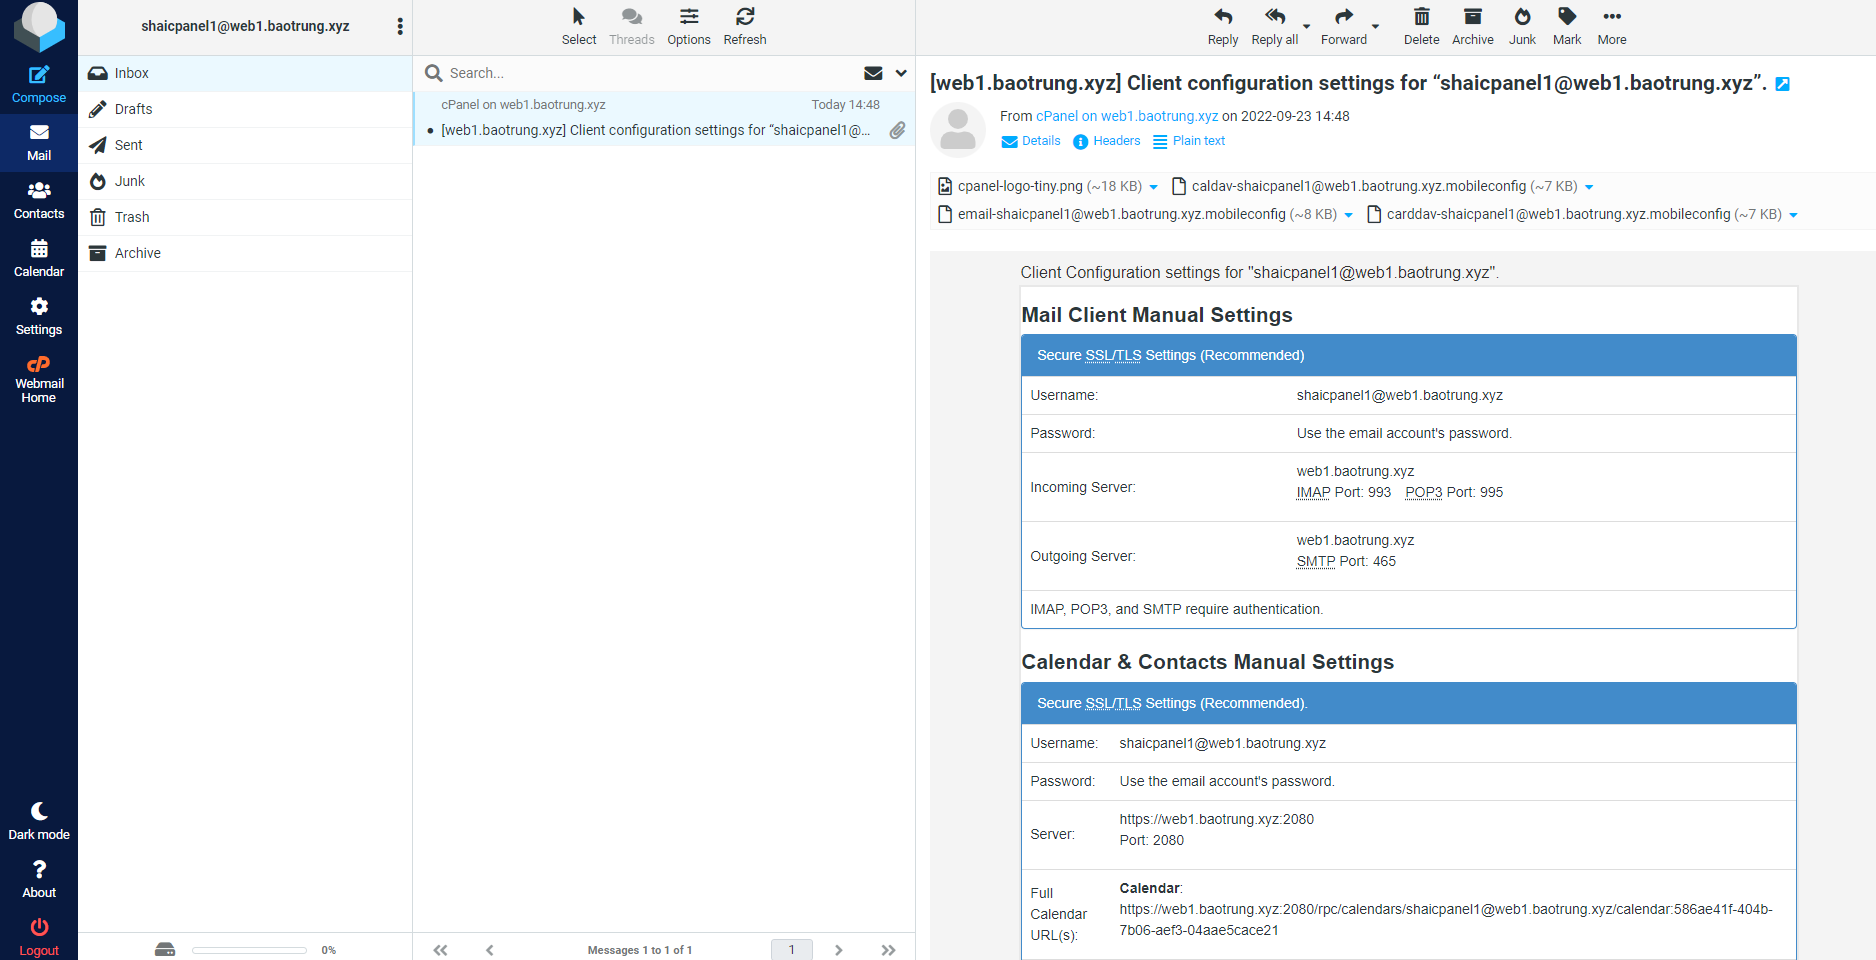 shaicpanel1@web1.baotrung.xyz
Compose
Mail
Contacts
Calendar
Settings
cP
Webmail
Home
Dark mode
About
Logout
Inbox
Drafts
Sent
Junk
Trash
Archive
0%
Select
Threads
Options
Refresh
Search...
cPanel on web1.baotrung.xyz Today 14:48
[web1.baotrung.xyz] Client configuration settings for “shaicpanel1@...
Messages 1 to 1 of 1
1
Reply
Reply all
Forward
Delete
Archive
Junk
Mark
More
[web1.baotrung.xyz] Client configuration settings for “shaicpanel1@web1.baotrung.xyz”.
From cPanel on web1.baotrung.xyz on 2022-09-23 14:48
Details Headers Plain text
cpanel-logo-tiny.png (~18 KB) caldav-shaicpanel1@web1.baotrung.xyz.mobileconfig (~7 KB)
email-shaicpanel1@web1.baotrung.xyz.mobileconfig (~8 KB) carddav-shaicpanel1@web1.baotrung.xyz.mobileconfig (~7 KB)
Client Configuration settings for "shaicpanel1@web1.baotrung.xyz".
Mail Client Manual Settings
Secure SSL/TLS Settings (Recommended)
Username: shaicpanel1@web1.baotrung.xyz
Password: Use the email account's password.
Incoming Server:
web1.baotrung.xyz
IMAP Port: 993 POP3 Port: 995
Outgoing Server:
web1.baotrung.xyz
SMTP Port: 465
IMAP, POP3, and SMTP require authentication.
Calendar & Contacts Manual Settings
Secure SSL/TLS Settings (Recommended).
Username: shaicpanel1@web1.baotrung.xyz
Password: Use the email account's password.
Server:
https://web1.baotrung.xyz:2080
Port: 2080
Full
Calendar
URL(s):
Calendar:
https://web1.baotrung.xyz:2080/rpc/calendars/shaicpanel1@web1.baotrung.xyz/calendar:586ae41f-404b-
7b06-aef3-04aae5cace21